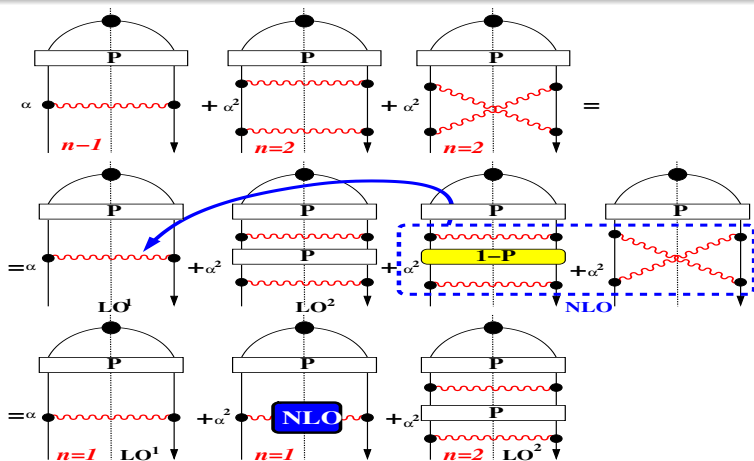 P P P
α + α² + α² =
n−1 n=2 n=2
P P P P
P 1−P
=α +α² + α² +α²
LO¹ LO² NLO
P P P
=α +α² NLO +α² P
n=1 LO¹ n=1 n=2 LO²